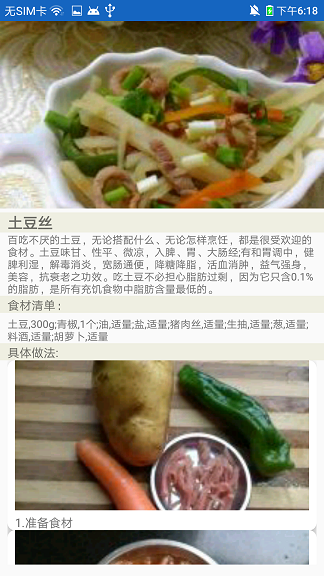 无SIM卡 下午6:18
土豆丝
百吃不厌的土豆，无论搭配什么、无论怎样烹饪，都是很受欢迎的
食材。土豆味甘、性平、微凉，入脾、胃、大肠经;有和胃调中，健
脾利湿，解毒消炎，宽肠通便，降糖降脂，活血消肿，益气强身，
美容，抗衰老之功效。吃土豆不必担心脂肪过剩，因为它只含0.1%
的脂肪，是所有充饥食物中脂肪含量最低的。
食材清单：
土豆,300g;青椒,1个;油,适量;盐,适量;猪肉丝,适量;生抽,适量;葱,适量;
料酒,适量;胡萝卜,适量
具体做法:
1.准备食材